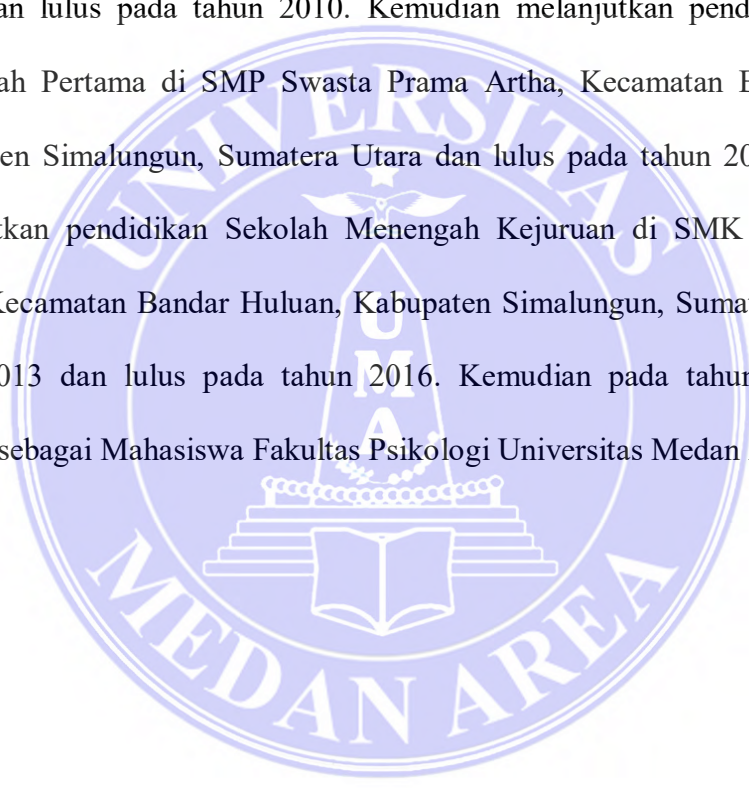 an lulus pada tahun 2010. Kemudian melanjutkan pend
ah Pertama di SMP Swasta Prama Artha, Kecamatan B
en Simalungun, Sumatera Utara dan lulus pada tahun 20
tkan pendidikan Sekolah Menengah Kejuruan di SMK
Kecamatan Bandar Huluan, Kabupaten Simalungun, Suma
013 dan lulus pada tahun 2016. Kemudian pada tahun
sebagai Mahasiswa Fakultas Psikologi Universitas Medan
UNIVERSITAS
UMA
MEDAN AREA